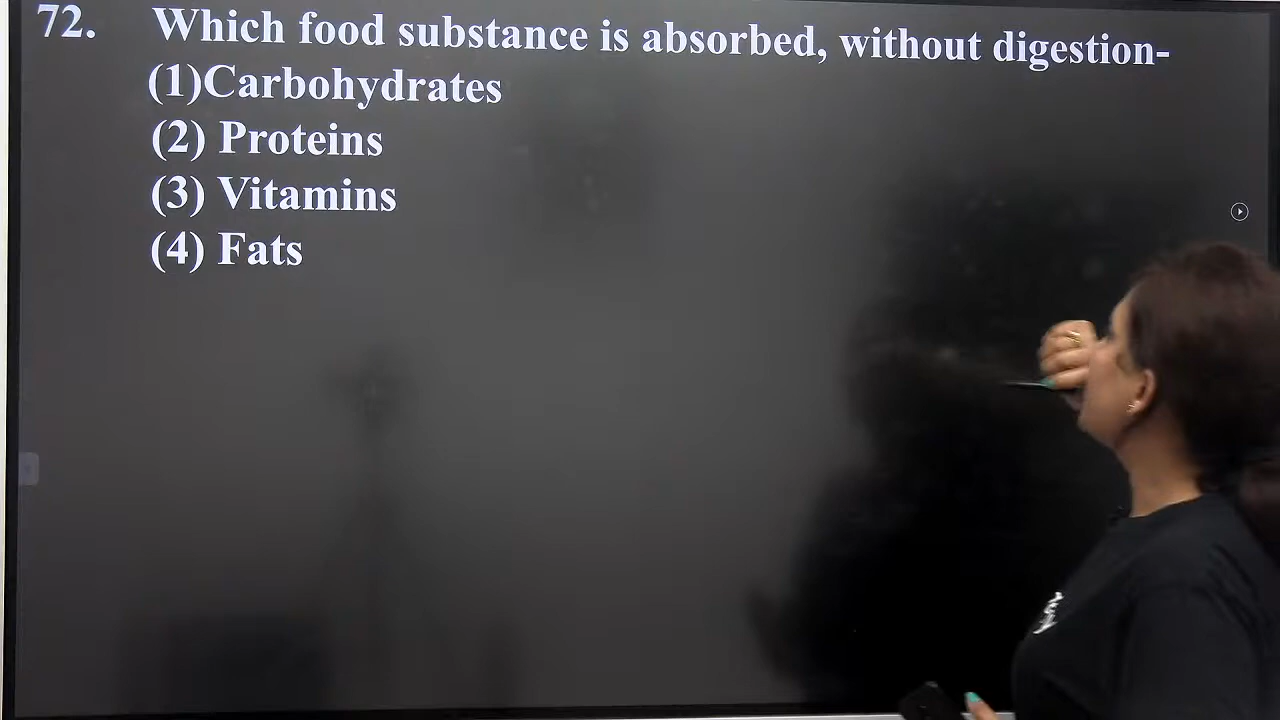 72. Which food substance is absorbed, without digestion-
(1)Carbohydrates
(2) Proteins
(3) Vitamins
(4) Fats